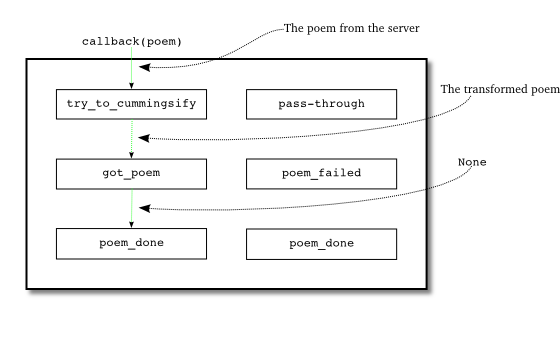 The poem from the server
callback(poem)
The transformed poem
try_to_cummingsify
pass-through
None
got_poem
poem_failed
poem_done
poem_done